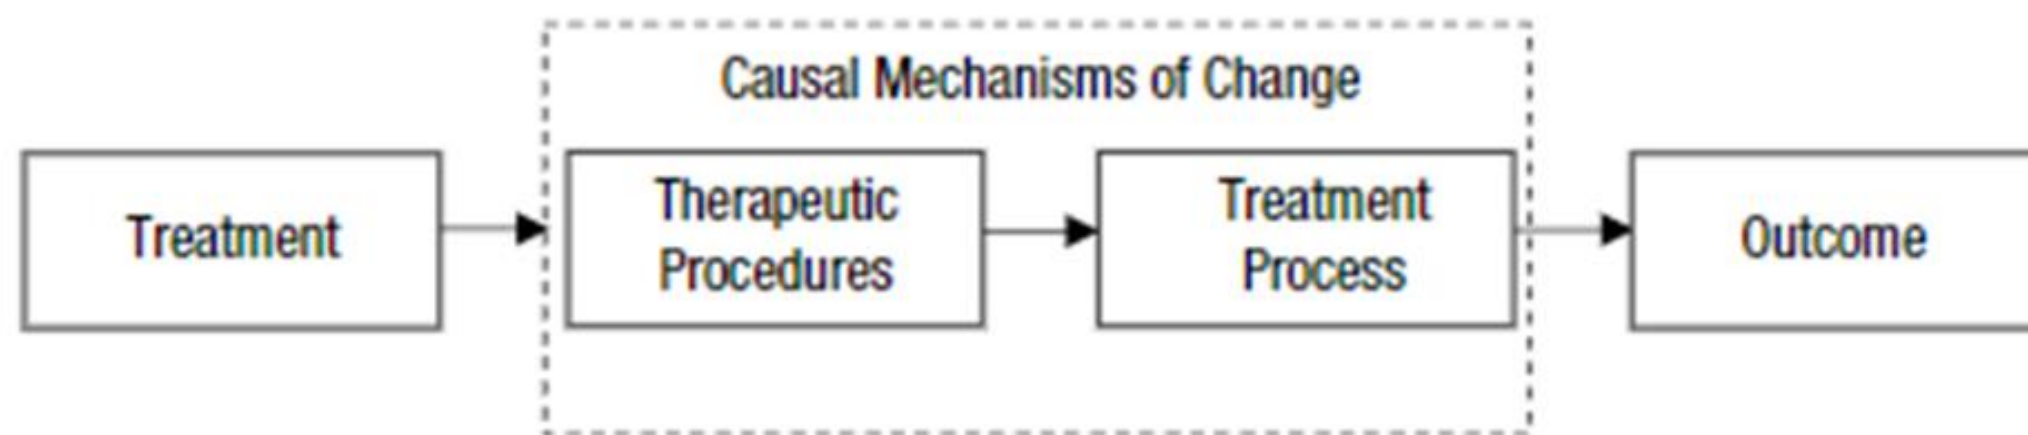 Causal Mechanisms of Change
Treatment
Therapeutic
Procedures
Treatment
Process
Outcome